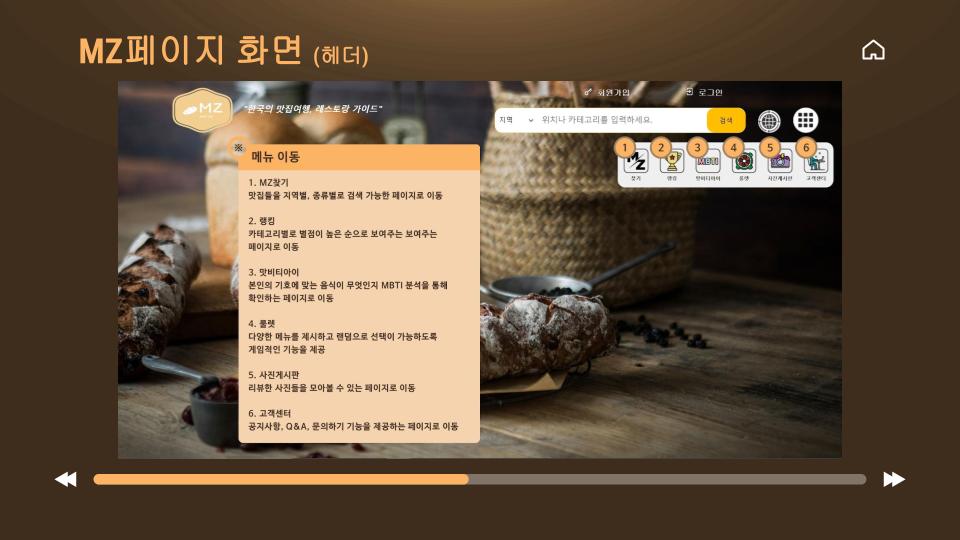 MZ페이지 화면 (헤더)
회원가입
로그인
MZ
"한국의 맛집여행, 레스토랑 가이드"
지역
위치나 카테고리를 입력하세요.
검색
1 2 3 4 5 6
MZ
MBTI
찾기 랭킹 맛비티아이 룰렛 사진게시판 고객센터
※
메뉴 이동
1. MZ찾기
맛집들을 지역별, 종류별로 검색 가능한 페이지로 이동
2. 랭킹
카테고리별로 별점이 높은 순으로 보여주는 보여주는
페이지로 이동
3. 맛비티아이
본인의 기호에 맞는 음식이 무엇인지 MBTI 분석을 통해
확인하는 페이지로 이동
4. 룰렛
다양한 메뉴를 제시하고 랜덤으로 선택이 가능하도록
게임적인 기능을 제공
5. 사진게시판
리뷰한 사진들을 모아볼 수 있는 페이지로 이동
6. 고객센터
공지사항, Q&A, 문의하기 기능을 제공하는 페이지로 이동